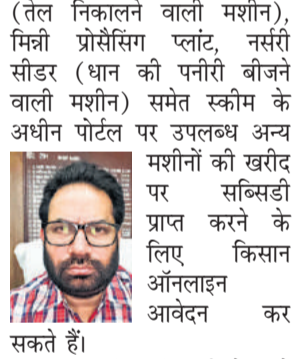 (तेल निकालने वाली मशीन),
मिन्नी प्रोसैसिंग प्लांट, नर्सरी
सीडर (धान की पनीरी बीजने
वाली मशीन) समेत स्कीम के
अधीन पोर्टल पर उपलब्ध अन्य
मशीनों की खरीद
पर सब्सिडी
प्राप्त करने के
लिए किसान
ऑनलाइन
आवेदन कर
सकते हैं।